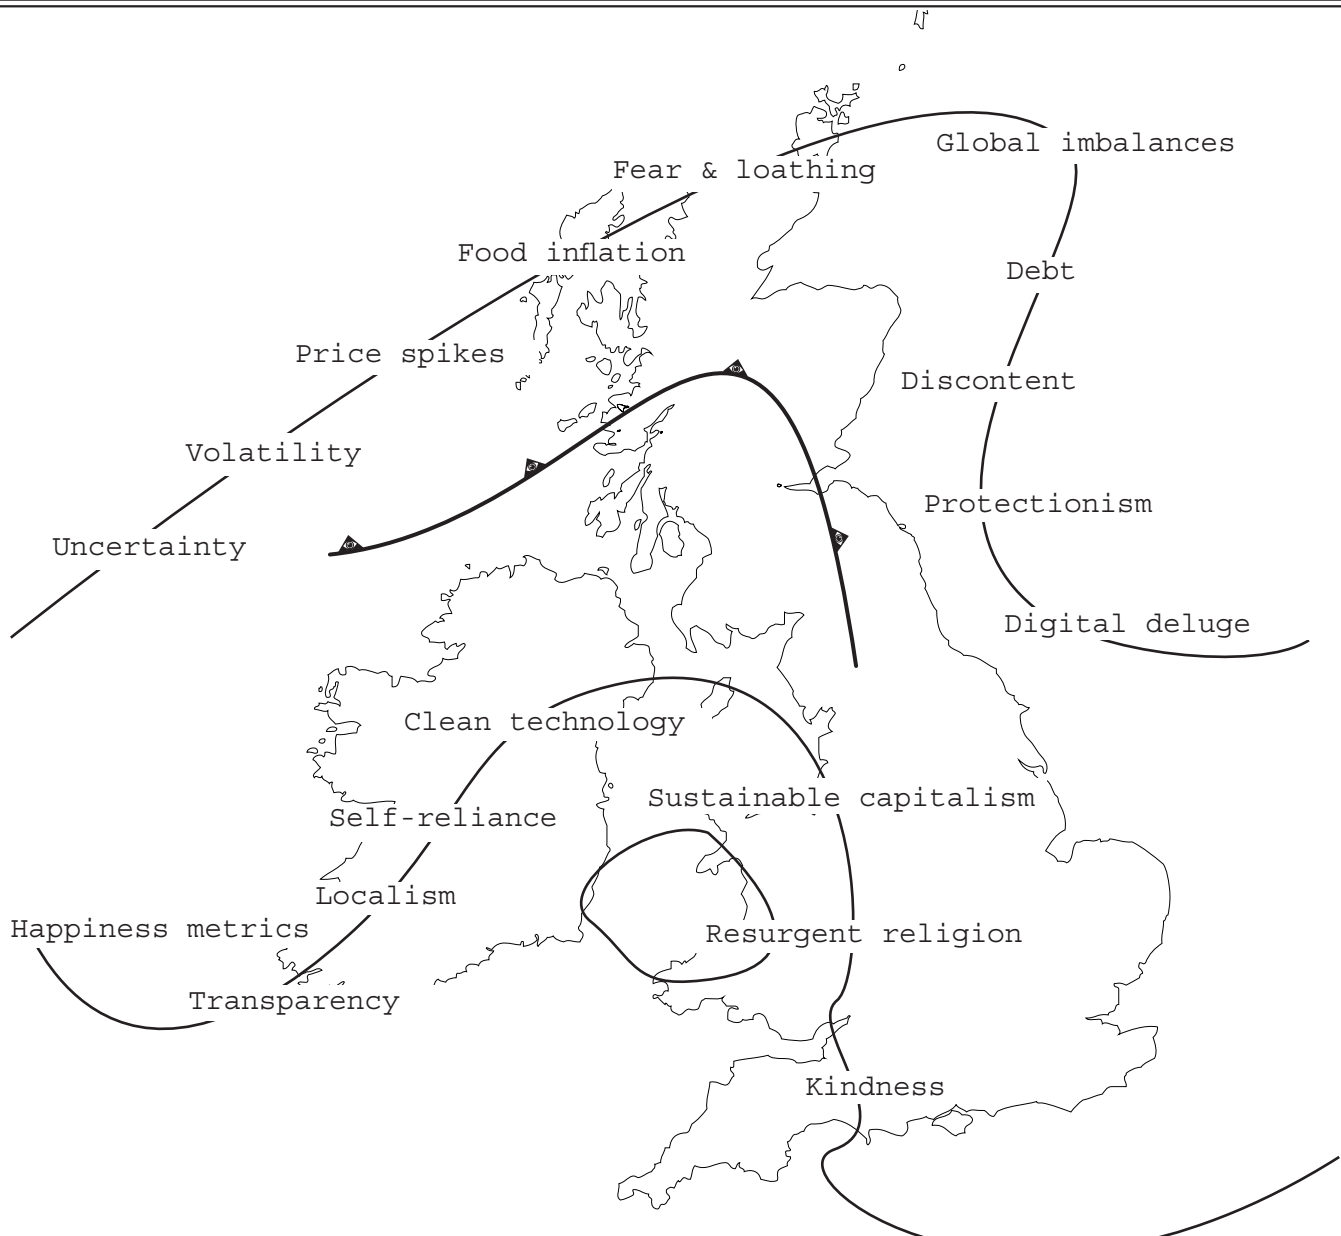 Global imbalances
Fear & loathing
Food inflation
Debt
Price spikes
Discontent
Volatility
Protectionism
Uncertainty
Digital deluge
Clean technology
Sustainable capitalism
Self-reliance
Localism
Happiness metrics
Resurgent religion
Transparency
Kindness